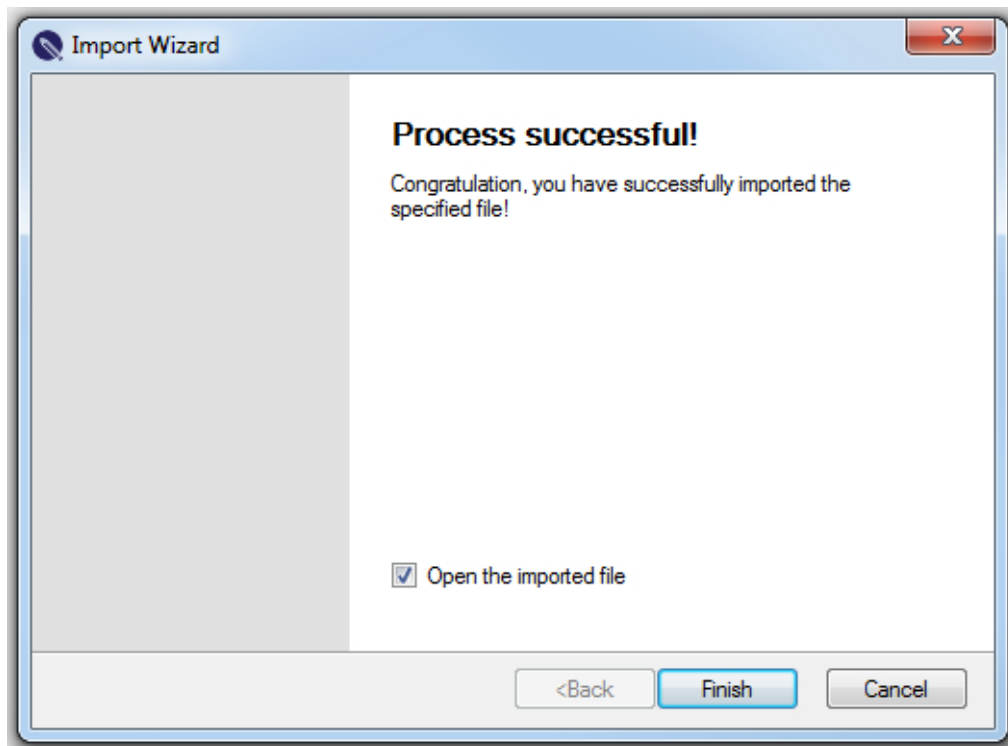 Import Wizard
Process successful!
Congratulation, you have successfully imported the
specified file!
Open the imported file
<Back
Finish
Cancel